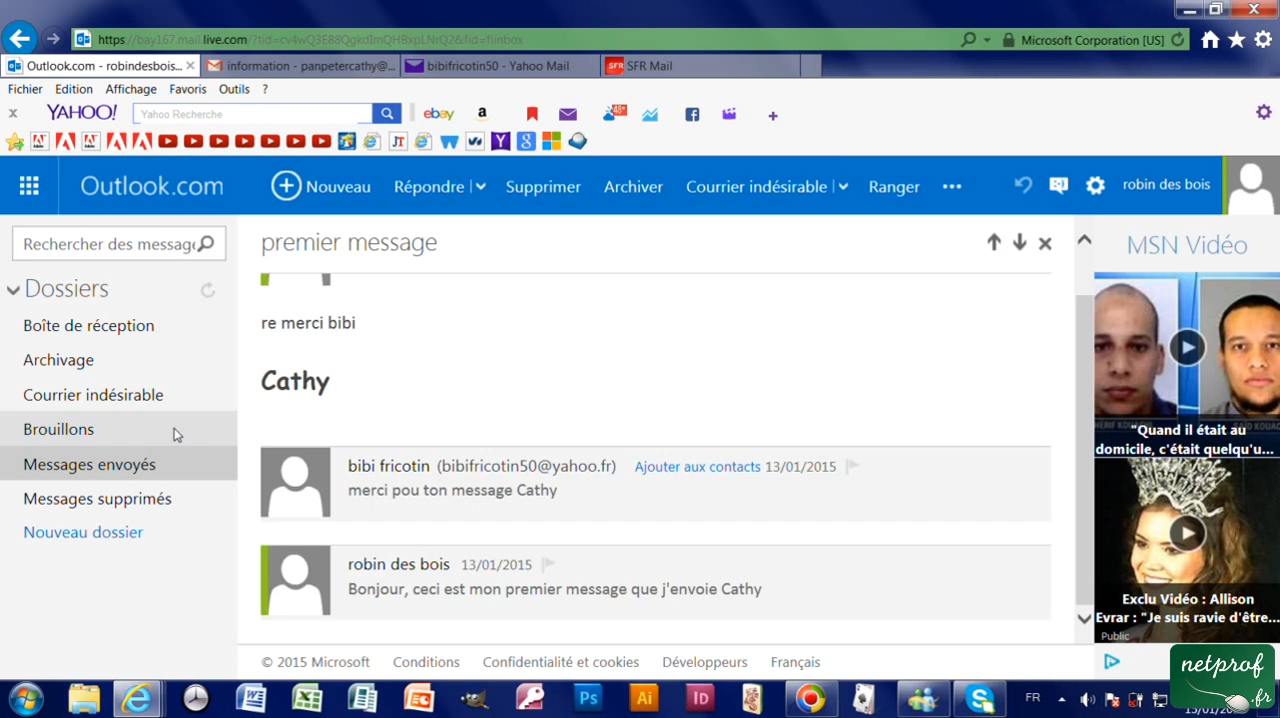 https://bay167.mail.live.com/?tid=cv4wQ3E88QgkdImQHBxpLNrQ2&fid=flinbox
Microsoft Corporation [US]
Outlook.com - robindesbois...
information - panpetercathy@...
bibifricotin50 - Yahoo Mail
SFR SFR Mail
Fichier Edition Affichage Favoris Outils ?
x YAHOO! Yahoo Recherche ebay a 48+
Outlook.com
Nouveau Répondre Supprimer Archiver Courrier indésirable Ranger ...
robin des bois
Rechercher des message
premier message
MSN Vidéo
Dossiers
Boîte de réception
Archivage
Courrier indésirable
Brouillons
Messages envoyés
Messages supprimés
Nouveau dossier
re merci bibi
Cathy
bibi fricotin (bibifricotin50@yahoo.fr) Ajouter aux contacts 13/01/2015
merci pou ton message Cathy
robin des bois 13/01/2015
Bonjour, ceci est mon premier message que j'envoie Cathy
"Quand il était au
domicile, c'était quelqu'u...
Exclu Vidéo : Allison
Evrar : "Je suis ravie d'être...
Public
© 2015 Microsoft Conditions Confidentialité et cookies Développeurs Français
netprof
.fr
FR
13/01/2015